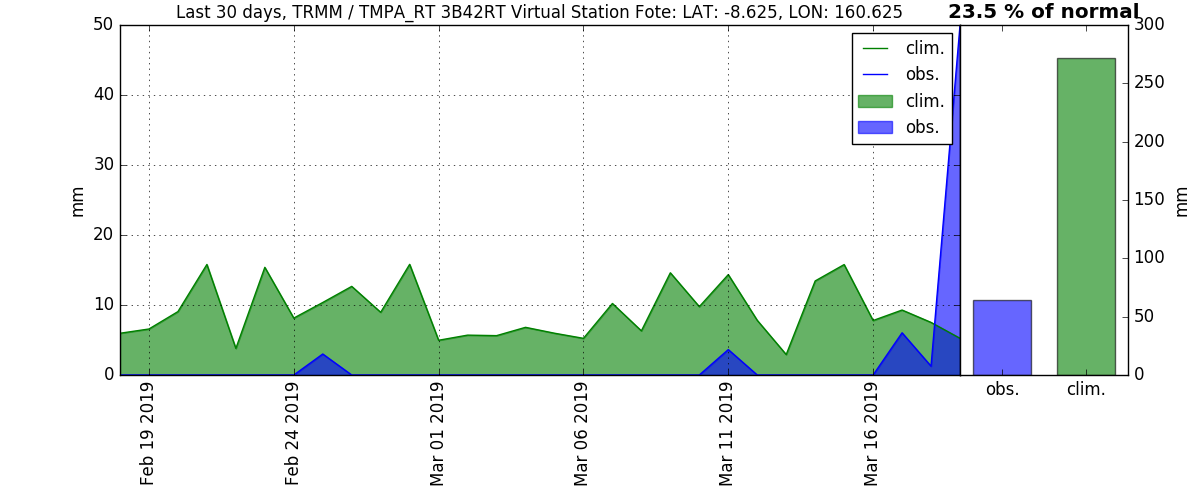 Last 30 days, TRMM / TMPA_RT 3B42RT Virtual Station Fote: LAT: -8.625, LON: 160.625
23.5 % of normal
50
40
30
20
10
0
mm
clim.
obs.
clim.
obs.
300
250
200
150
100
50
0
mm
obs.
clim.
Feb 19 2019
Feb 24 2019
Mar 01 2019
Mar 06 2019
Mar 11 2019
Mar 16 2019